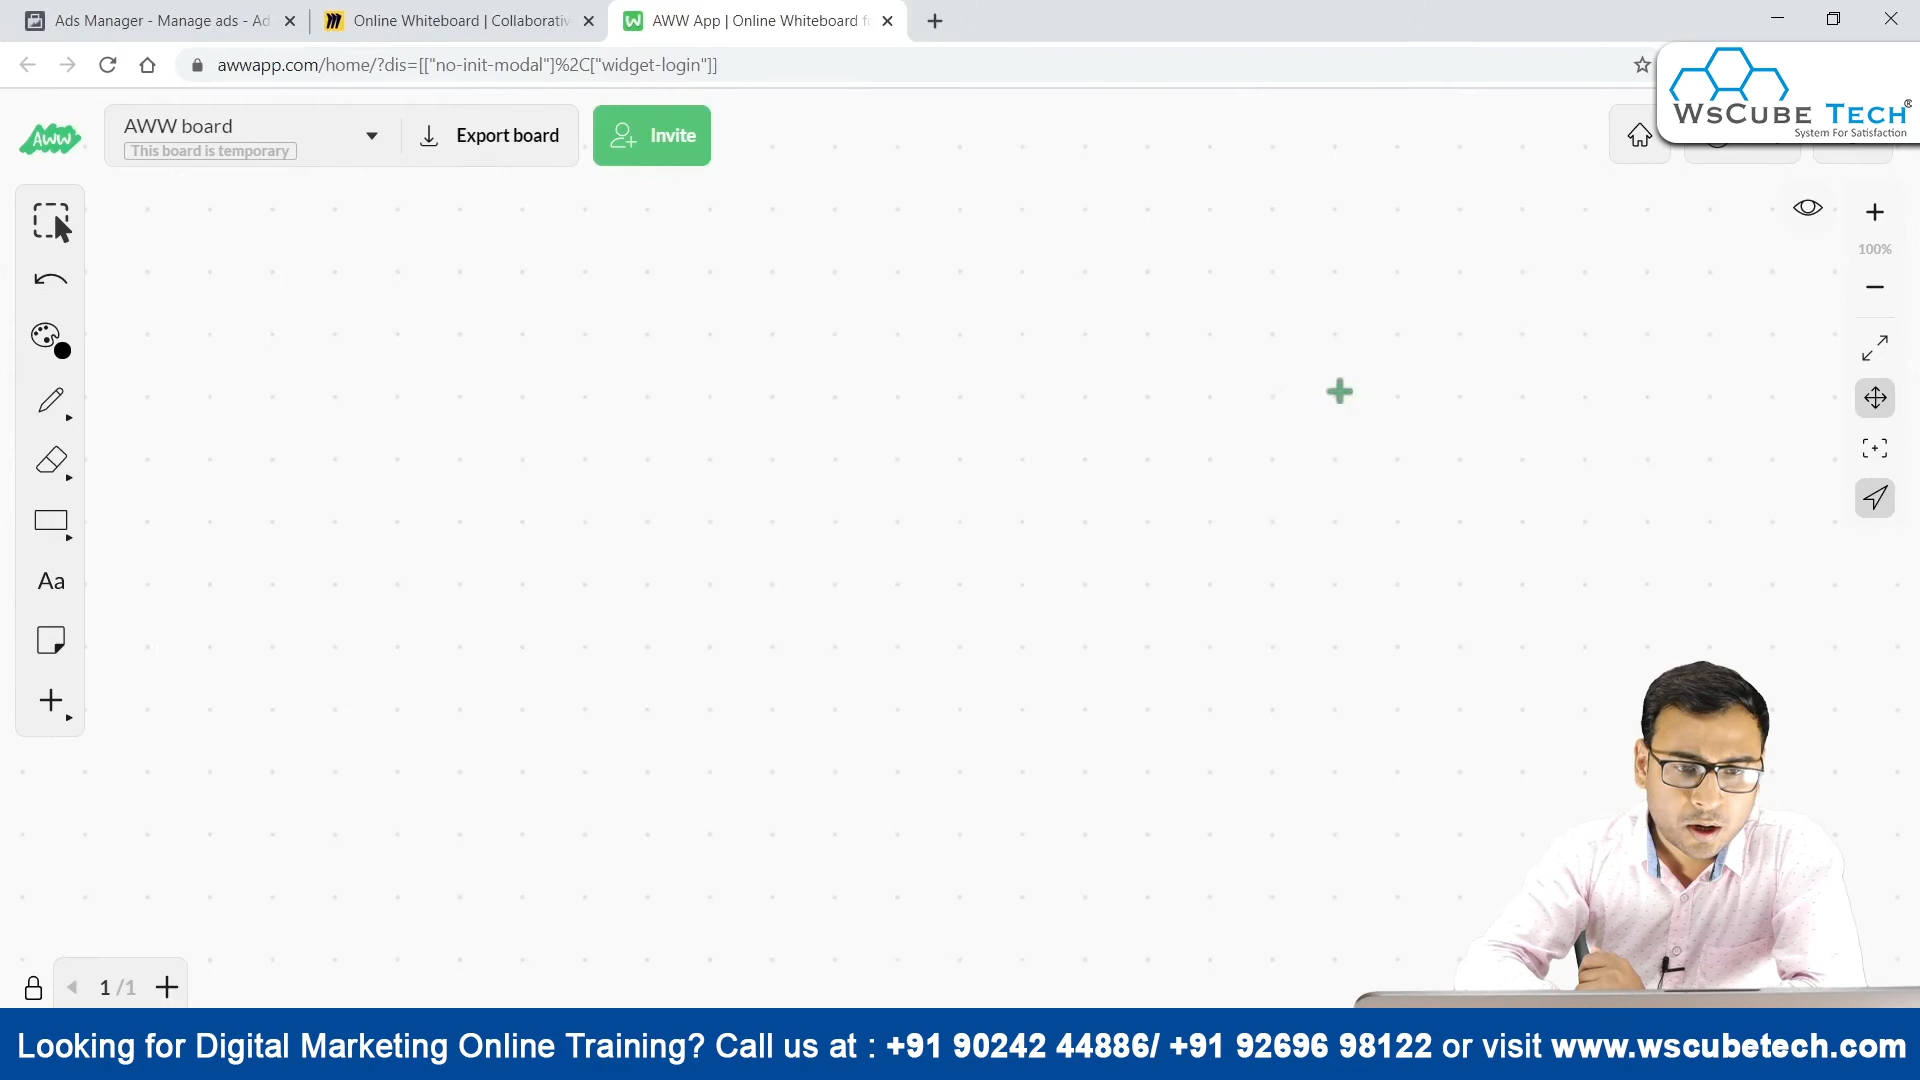 Ads Manager - Manage ads - Ad
Online Whiteboard | Collaborativ
AWW App | Online Whiteboard f
awwapp.com/home/?dis=[["no-init-modal"]%2C["widget-login"]]
WsCube Tech®
System For Satisfaction
AWW
AWW board
This board is temporary
Export board
Invite
100%
Aa
1 /1
Looking for Digital Marketing Online Training? Call us at : +91 90242 44886/ +91 92696 98122 or visit www.wscubetech.com